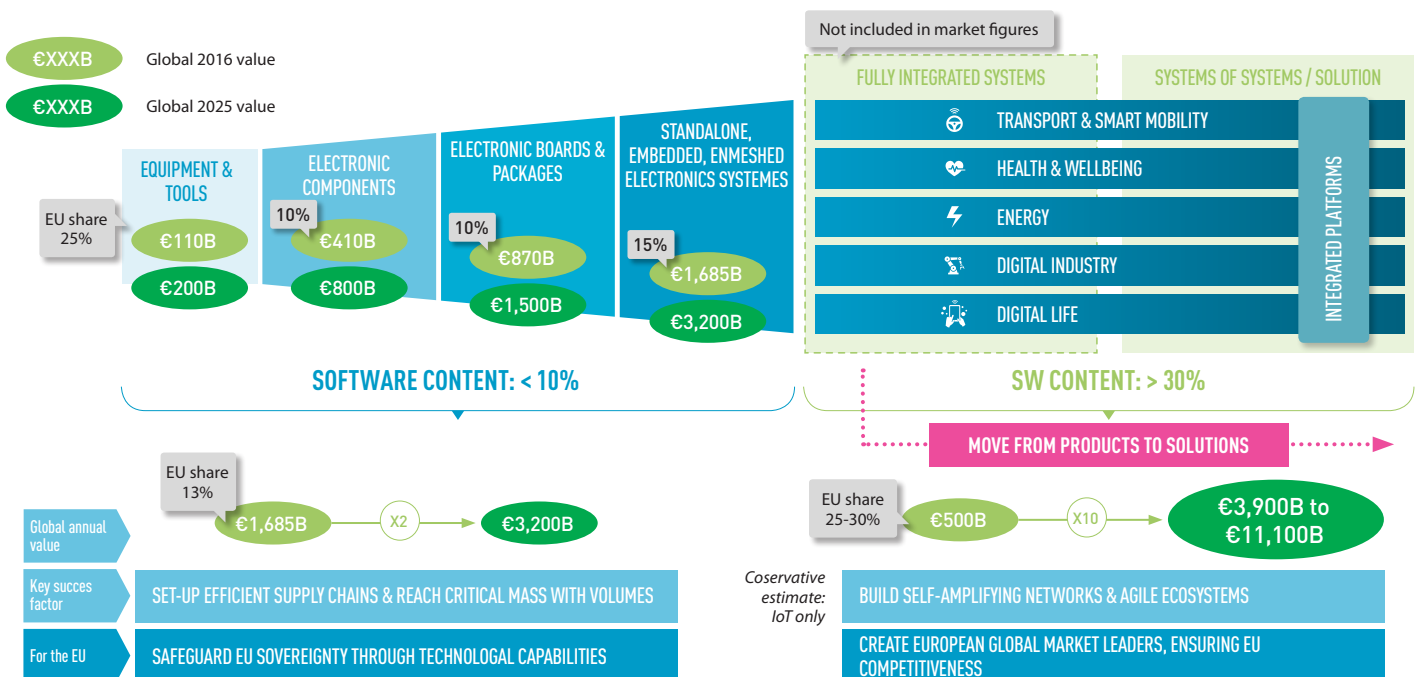 Not included in market figures
€XXXB
Global 2016 value
€XXXB
Global 2025 value
FULLY INTEGRATED SYSTEMS
SYSTEMS OF SYSTEMS / SOLUTION
EQUIPMENT &
TOOLS
EU share
25%
€110B
€200B
ELECTRONIC
COMPONENTS
10%
€410B
€800B
ELECTRONIC BOARDS &
PACKAGES
10%
€870B
€1,500B
STANDALONE,
EMBEDDED, ENMESHED
ELECTRONICS SYSTEMES
15%
€1,685B
€3,200B
TRANSPORT & SMART MOBILITY
HEALTH & WELLBEING
ENERGY
DIGITAL INDUSTRY
DIGITAL LIFE
INTEGRATED PLATFORMS
SOFTWARE CONTENT: < 10%
SW CONTENT: > 30%
MOVE FROM PRODUCTS TO SOLUTIONS
Global annual
value
EU share
13%
€1,685B
X2
€3,200B
EU share
25-30%
€500B
X10
€3,900B to
€11,100B
Key succes
factor
SET-UP EFFICIENT SUPPLY CHAINS & REACH CRITICAL MASS WITH VOLUMES
Coservative
estimate:
IoT only
BUILD SELF-AMPLIFYING NETWORKS & AGILE ECOSYSTEMS
For the EU
SAFEGUARD EU SOVEREIGNTY THROUGH TECHNOLOGAL CAPABILITIES
CREATE EUROPEAN GLOBAL MARKET LEADERS, ENSURING EU
COMPETITIVENESS